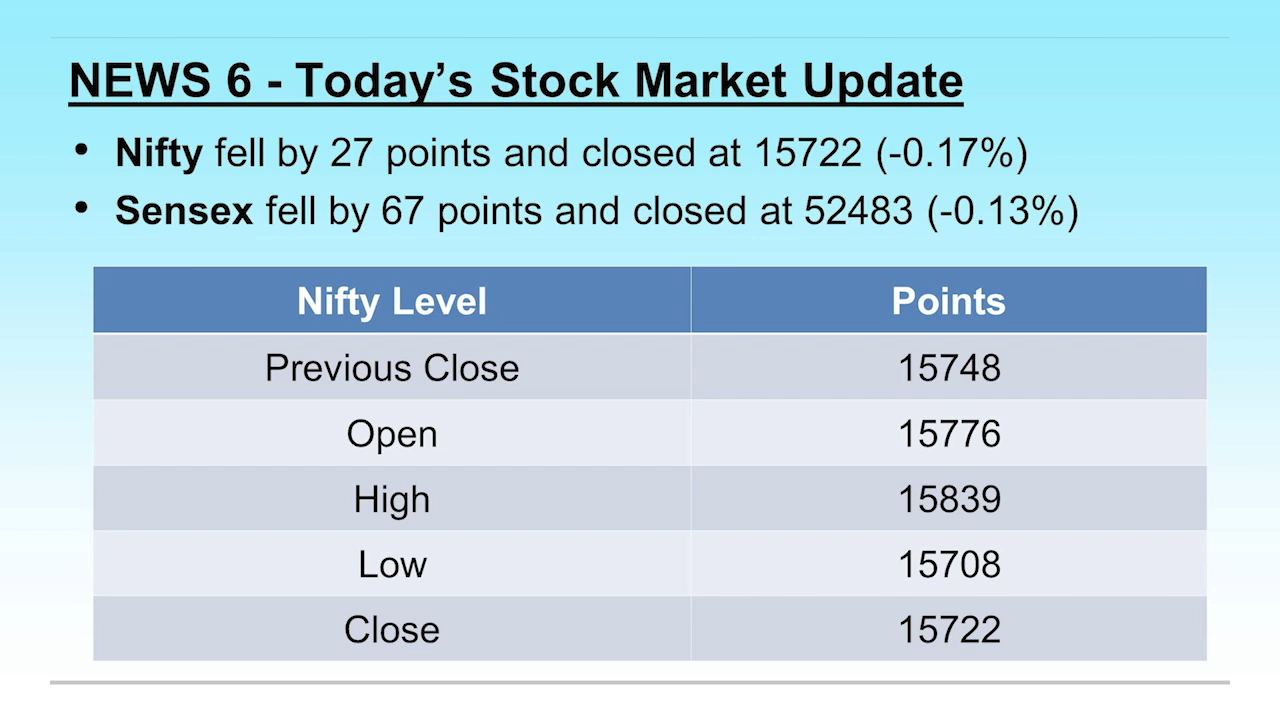 NEWS 6 - Today’s Stock Market Update
• Nifty fell by 27 points and closed at 15722 (-0.17%)
• Sensex fell by 67 points and closed at 52483 (-0.13%)
Nifty Level Points
Previous Close 15748
Open 15776
High 15839
Low 15708
Close 15722